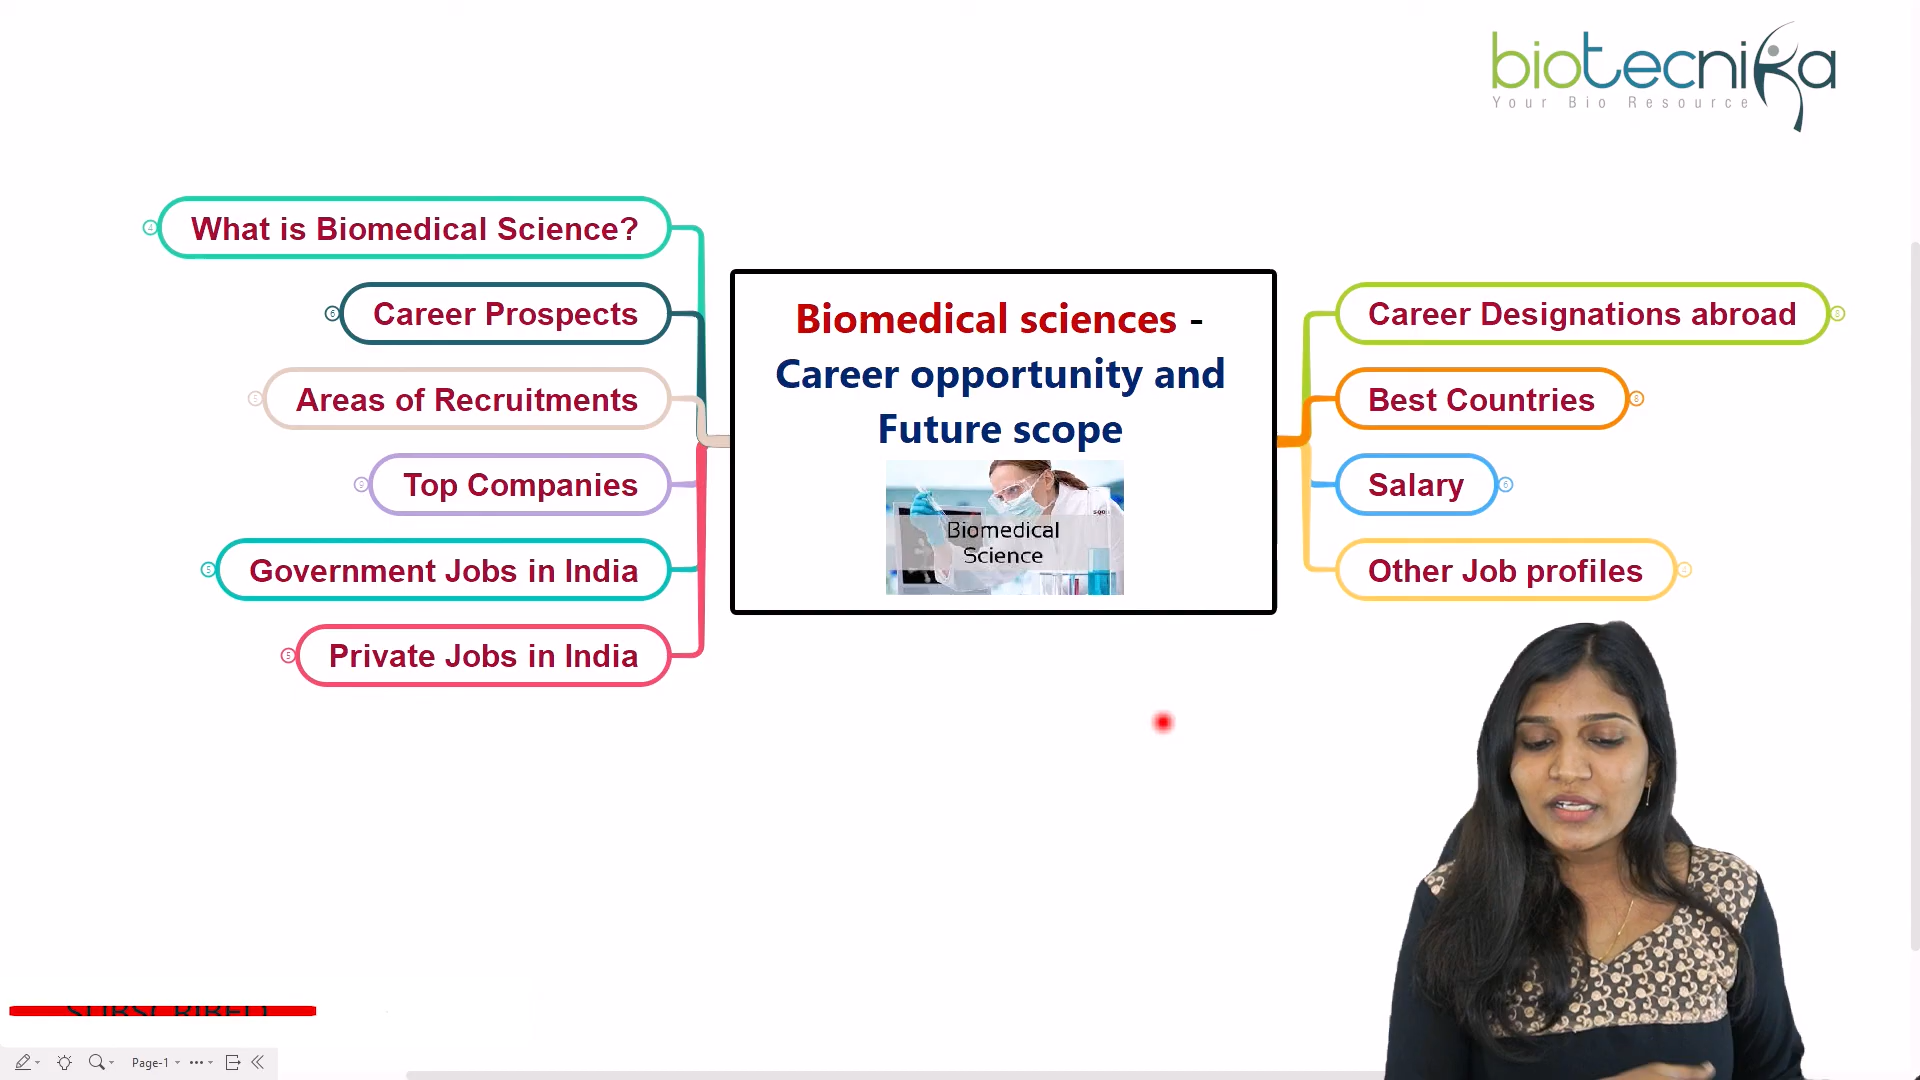 biotecnika
Your Bio Resource
What is Biomedical Science?
Career Prospects
Areas of Recruitments
Top Companies
Government Jobs in India
Private Jobs in India
Biomedical sciences -
Career opportunity and
Future scope
Biomedical
Science
Career Designations abroad
Best Countries
Salary
Other Job profiles
SUBSCRIBED
Page-1